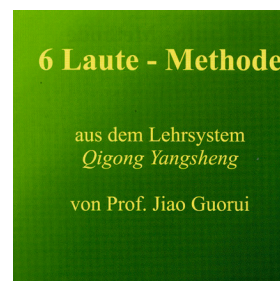 6 Laute - Methode
aus dem Lehrsystem
Qigong Yangsheng
von Prof. Jiao Guorui